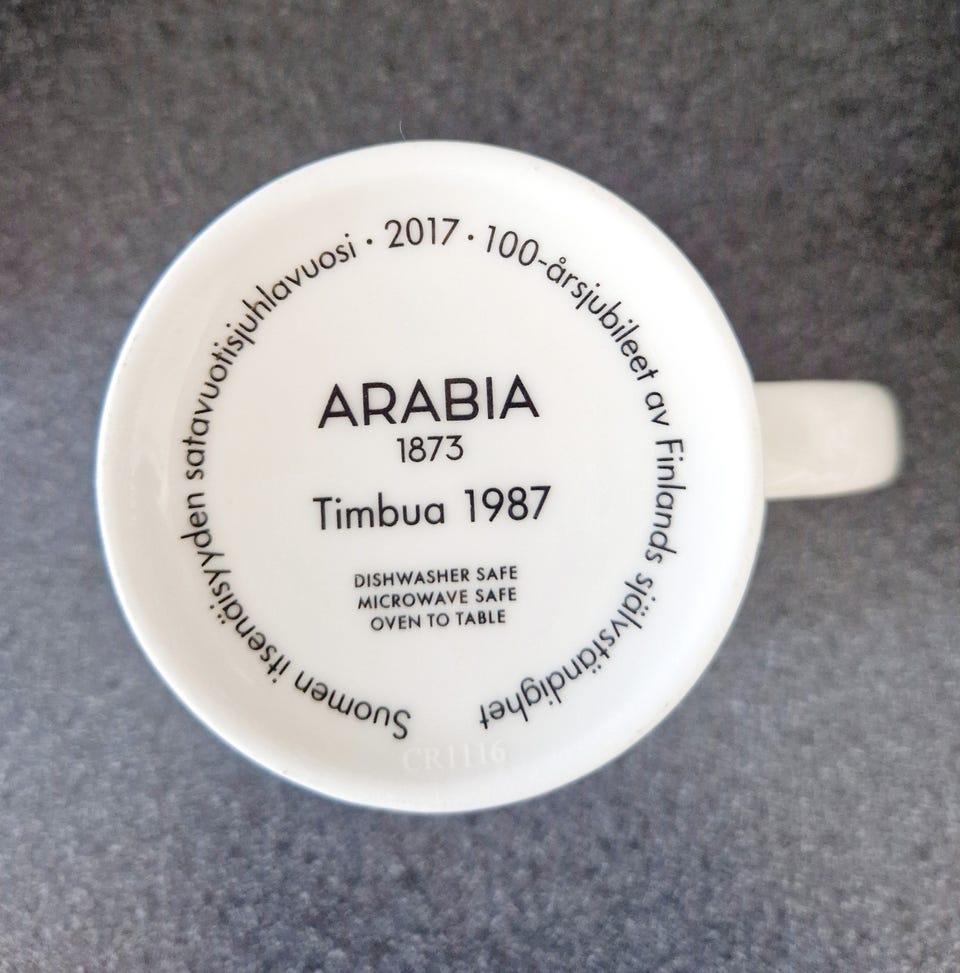 Suomen itsenäisyyden satavuotisjuhlavuosi · 2017 · 100-årsjubileet av Finlands självständighet
ARABIA
1873
Timbua 1987
DISHWASHER SAFE
MICROWAVE SAFE
OVEN TO TABLE
CR1116